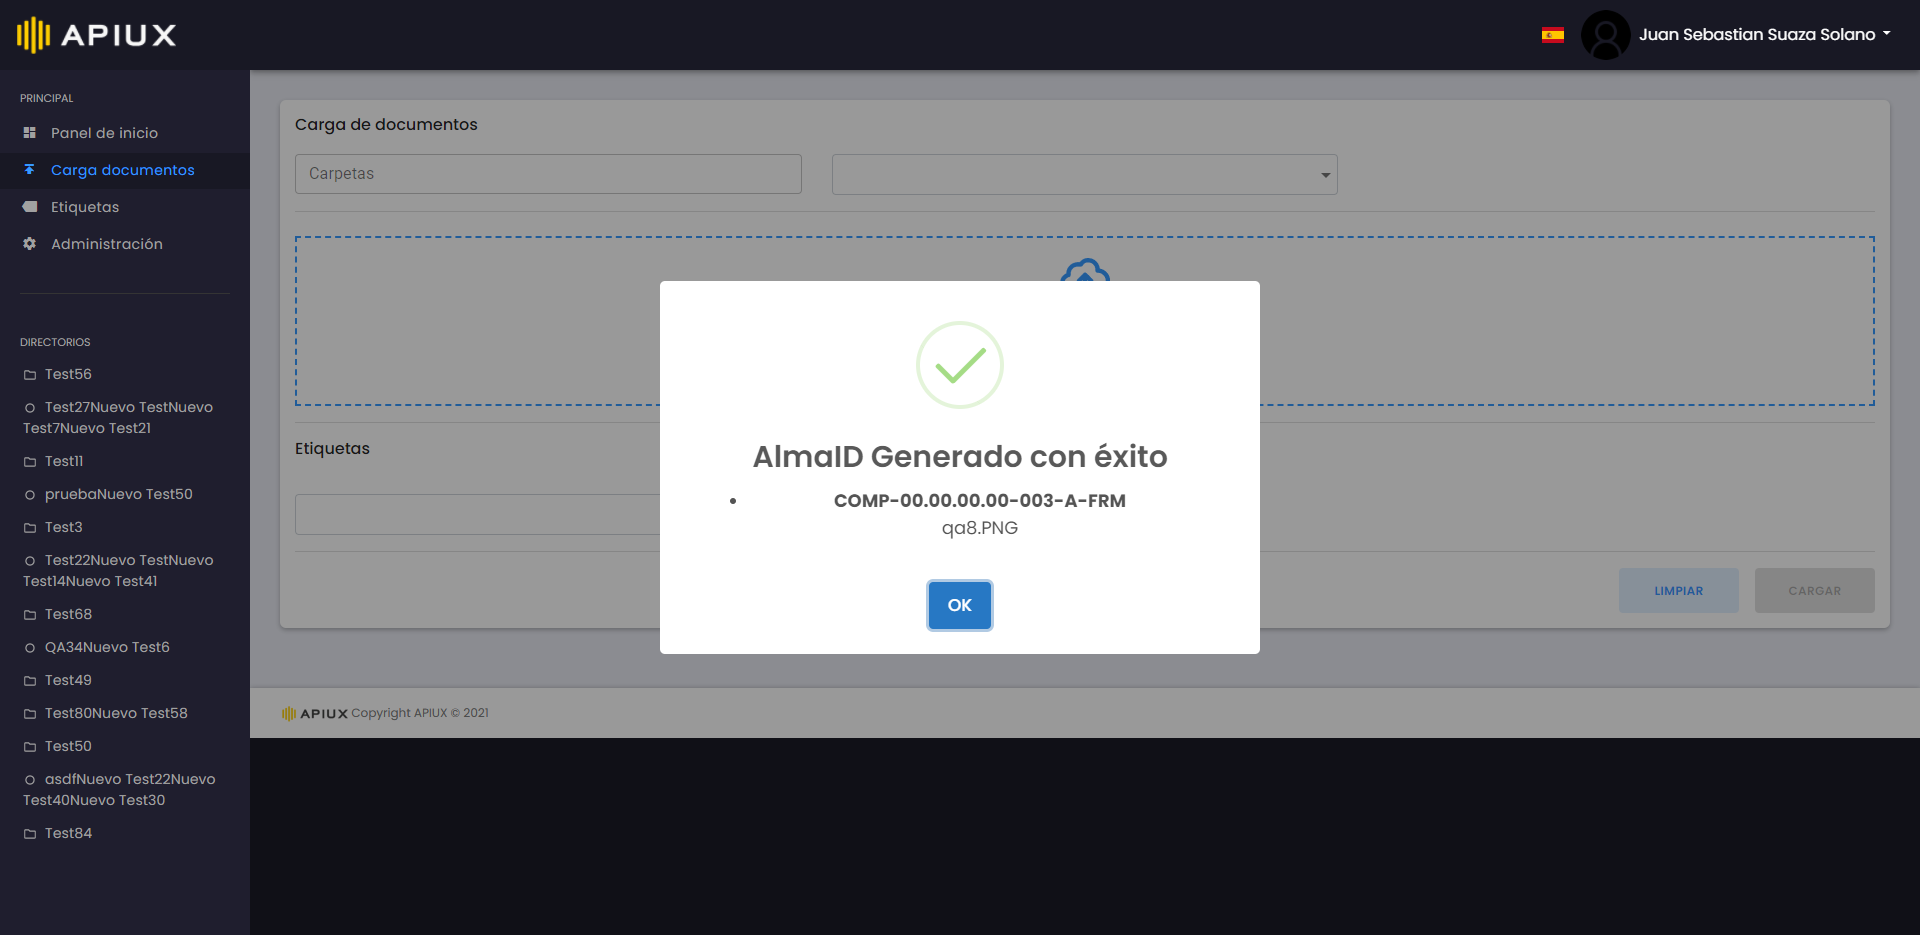 APIUX
Juan Sebastian Suaza Solano
PRINCIPAL
Panel de inicio
Carga documentos
Etiquetas
Administración
DIRECTORIOS
Test56
Test27Nuevo TestNuevo
Test7Nuevo Test21
Test11
pruebaNuevo Test50
Test3
Test22Nuevo TestNuevo
Test14Nuevo Test41
Test68
QA34Nuevo Test6
Test49
Test80Nuevo Test58
Test50
asdfNuevo Test22Nuevo
Test40Nuevo Test30
Test84
Carga de documentos
Carpetas
Etiquetas
LIMPIAR
CARGAR
AlmaID Generado con éxito
COMP-00.00.00.00-003-A-FRM
qa8.PNG
OK
APIUX Copyright APIUX © 2021